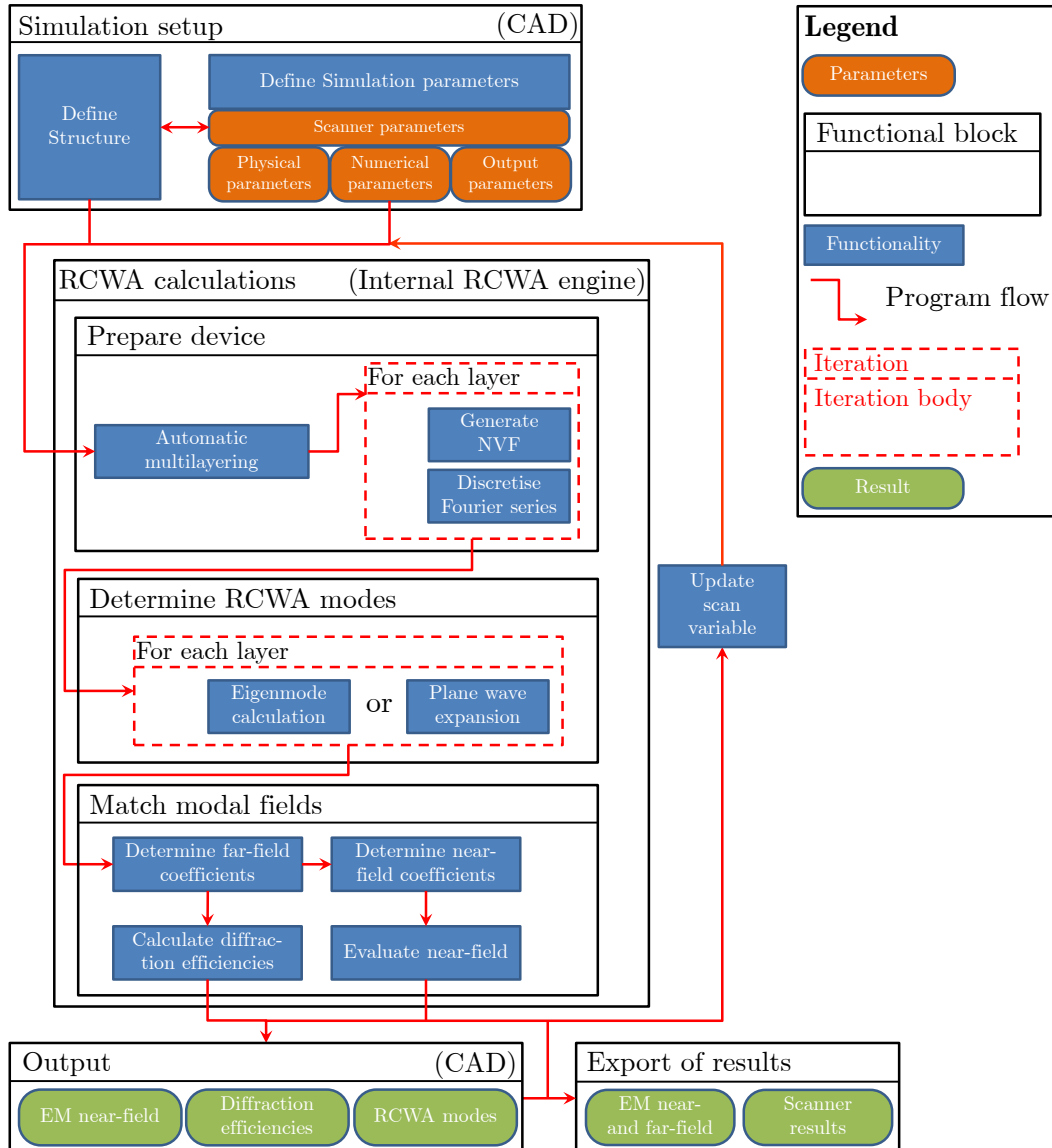 Simulation setup (CAD)
Define
Structure
Define Simulation parameters
Scanner parameters
Physical
parameters
Numerical
parameters
Output
parameters
Legend
Parameters
Functional block
Functionality
Program flow
Iteration
Iteration body
Result
RCWA calculations (Internal RCWA engine)
Prepare device
Automatic
multilayering
For each layer
Generate
NVF
Discretise
Fourier series
Determine RCWA modes
For each layer
Eigenmode
calculation
or
Plane wave
expansion
Update
scan
variable
Match modal fields
Determine far-field
coefficients
Determine near-
field coefficients
Calculate diffrac-
tion efficiencies
Evaluate near-field
Output (CAD)
EM near-field
Diffraction
efficiencies
RCWA modes
Export of results
EM near-
and far-field
Scanner
results